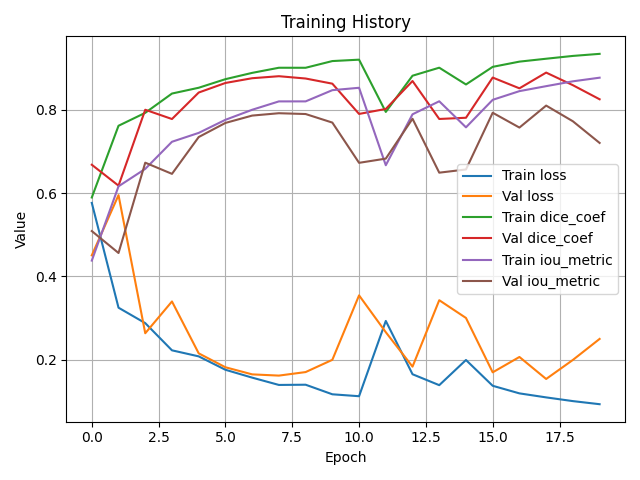 Training History
Value
0.8
0.6
0.4
0.2
Train loss
Val loss
Train dice_coef
Val dice_coef
Train iou_metric
Val iou_metric
0.0 2.5 5.0 7.5 10.0 12.5 15.0 17.5
Epoch